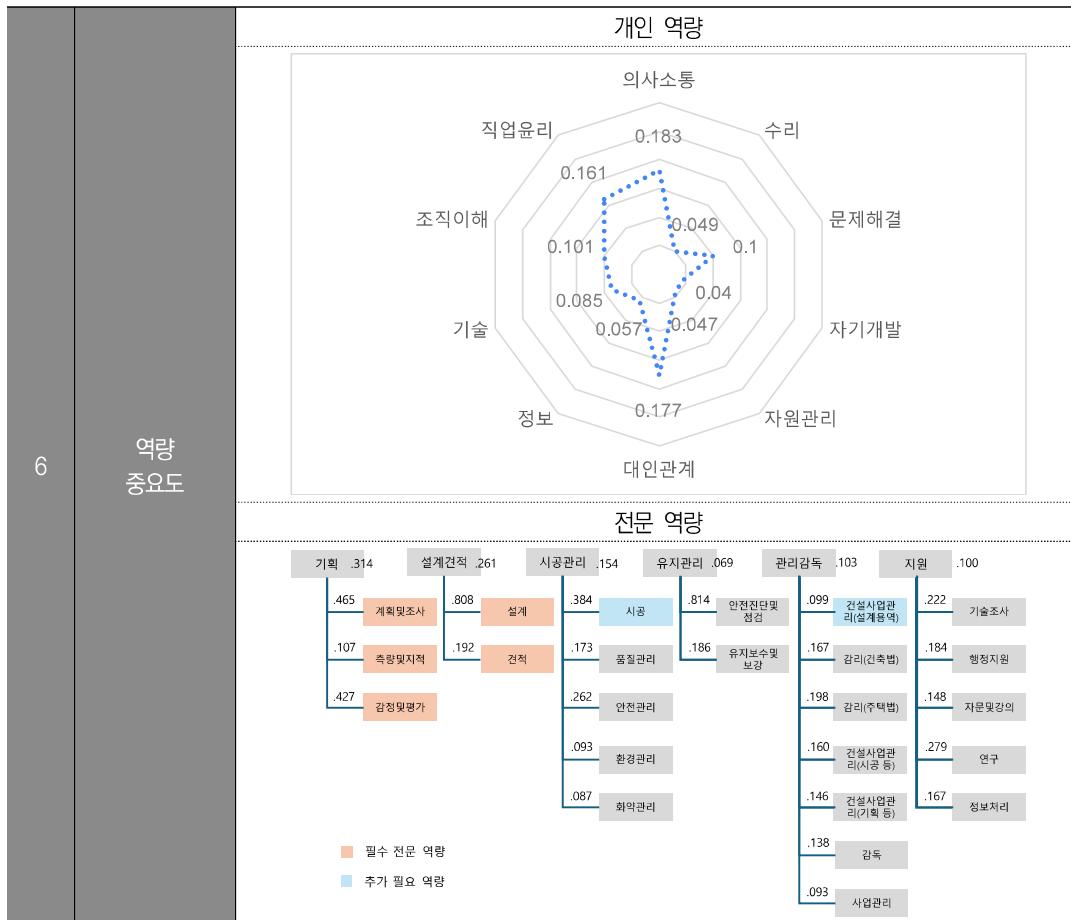 6
역량
중요도
개인 역량
의사소통
직업윤리
수리
0.183
0.161
조직이해
문제해결
0.049
0.101
0.1
0.085
0.04
기술
0.057
0.047
자기개발
정보
0.177
자원관리
대인관계
전문 역량
기획 .314
.465 계획및조사
.107 측량및지적
.427 감정및평가
설계견적 .261
.808 설계
.192 견적
시공관리 .154
.384 시공
.173 품질관리
.262 안전관리
.093 환경관리
.087 화약관리
유지관리 .069
.814 안전진단및
점검
.186 유지보수및
보강
관리감독 .103
.099 건설사업관
리(설계용역)
.167 감리(건축법)
.198 감리(주택법)
.160 건설사업관
리(시공 등)
.146 건설사업관
리(기획 등)
.138 감독
.093 사업관리
지원 .100
.222 기술조사
.184 행정지원
.148 자문및강의
.279 연구
.167 정보처리
필수 전문 역량
추가 필요 역량